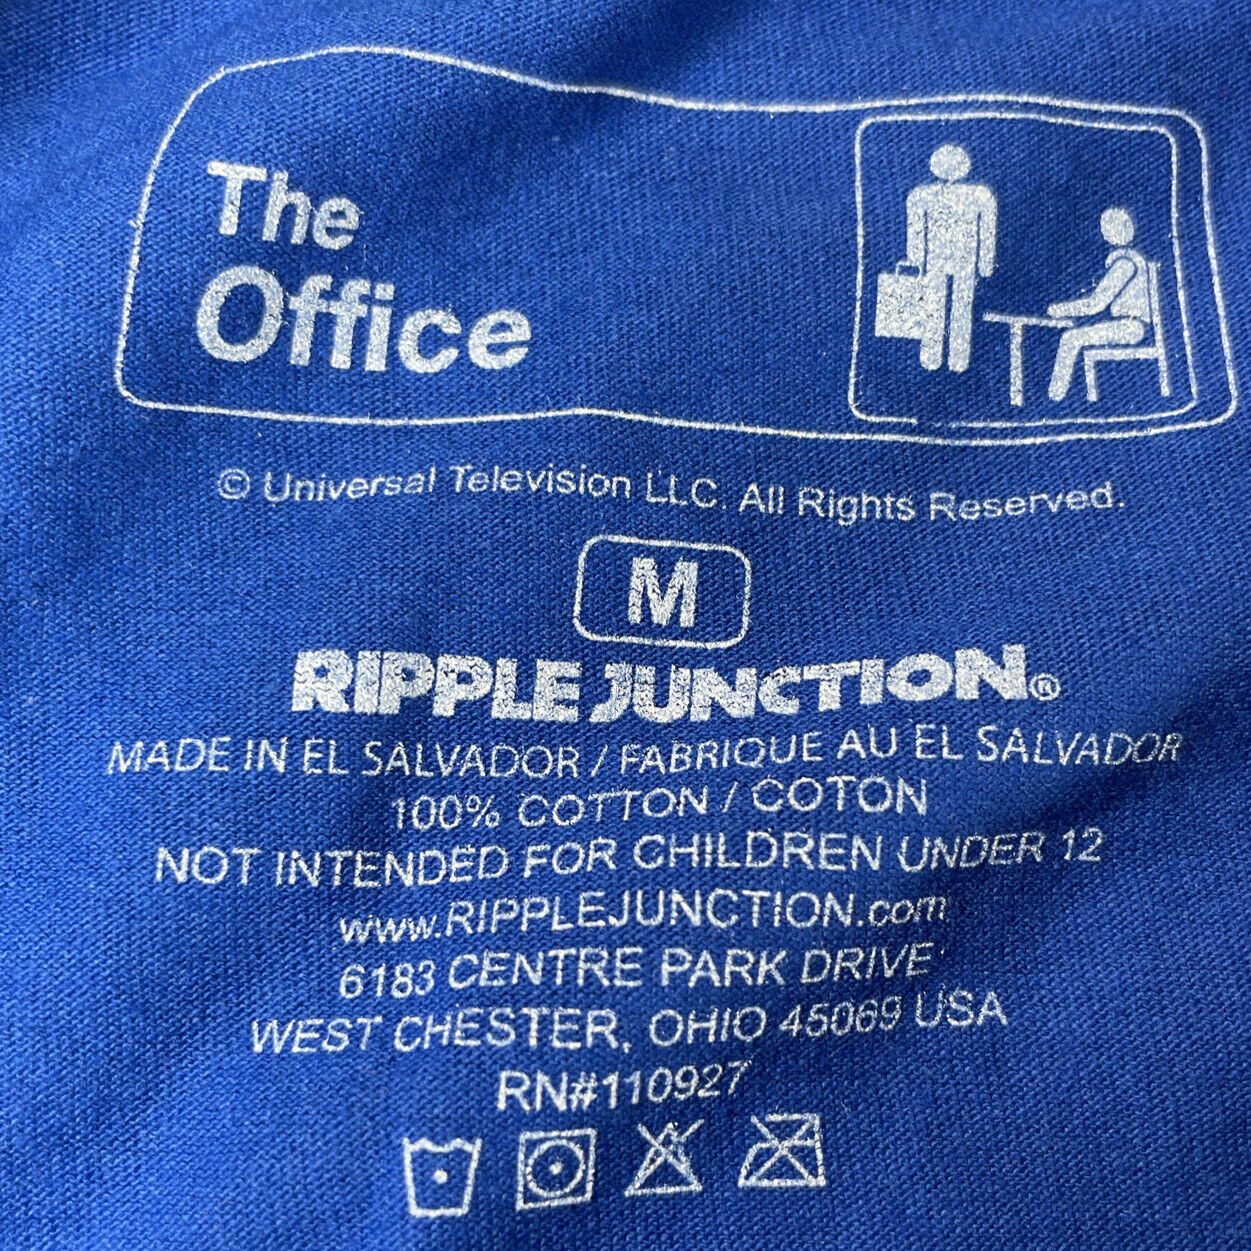 The
Office
© Universal Television LLC. All Rights Reserved.
M
RIPPLE JUNCTION®
MADE IN EL SALVADOR / FABRIQUE AU EL SALVADOR
100% COTTON / COTON
NOT INTENDED FOR CHILDREN UNDER 12
www.RIPPLEJUNCTION.com
6183 CENTRE PARK DRIVE
WEST CHESTER, OHIO 45069 USA
RN#110927